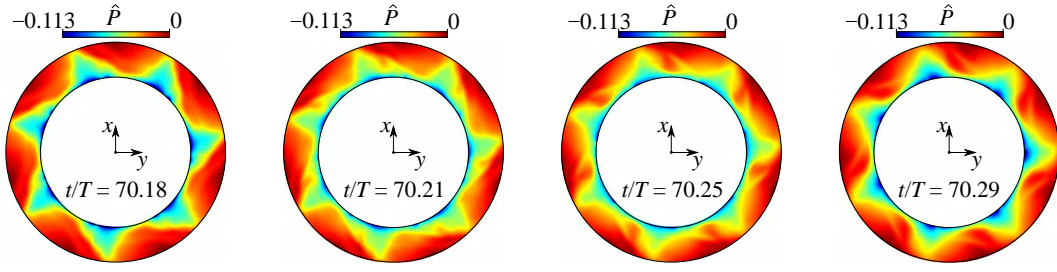 −0.113 P̂ 0
x
y
t/T = 70.18
−0.113 P̂ 0
x
y
t/T = 70.21
−0.113 P̂ 0
x
y
t/T = 70.25
−0.113 P̂ 0
x
y
t/T = 70.29